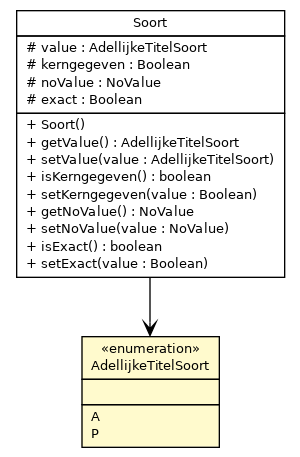 Soort
# value : AdellijkeTitelSoort
# kerngegeven : Boolean
# noValue : NoValue
# exact : Boolean
+ Soort()
+ getValue() : AdellijkeTitelSoort
+ setValue(value : AdellijkeTitelSoort)
+ isKerngegeven() : boolean
+ setKerngegeven(value : Boolean)
+ getNoValue() : NoValue
+ setNoValue(value : NoValue)
+ isExact() : boolean
+ setExact(value : Boolean)
«enumeration»
AdellijkeTitelSoort
A
P